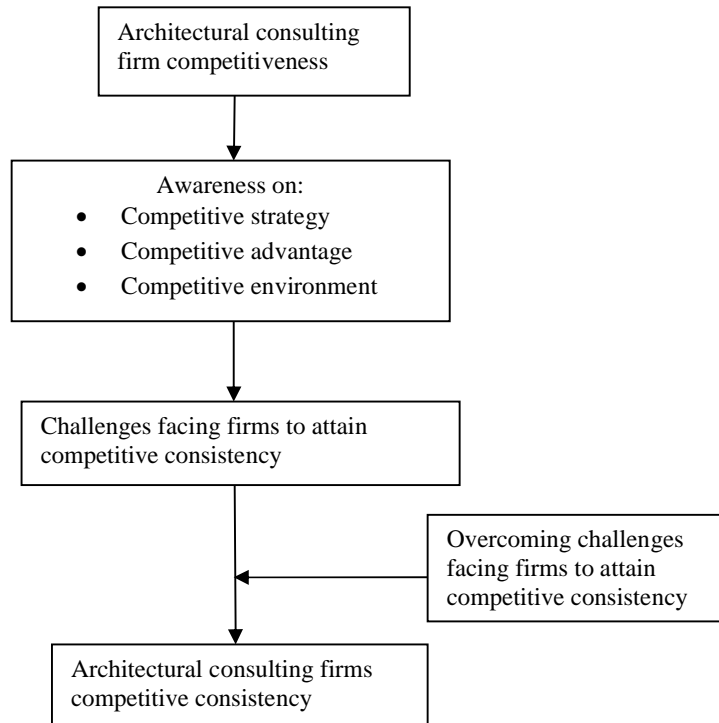 Architectural consulting
firm competitiveness
Awareness on:
• Competitive strategy
• Competitive advantage
• Competitive environment
Challenges facing firms to attain
competitive consistency
Overcoming challenges
facing firms to attain
competitive consistency
Architectural consulting firms
competitive consistency